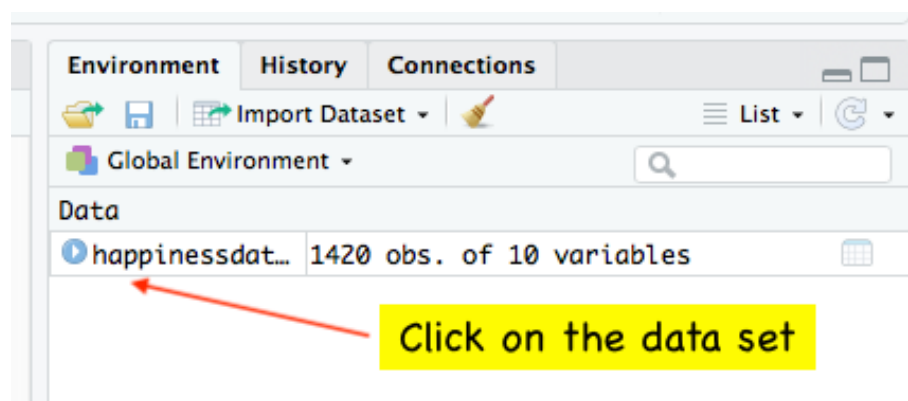 Environment History Connections
Import Dataset List
Global Environment
Data
happinessdat… 1420 obs. of 10 variables
Click on the data set